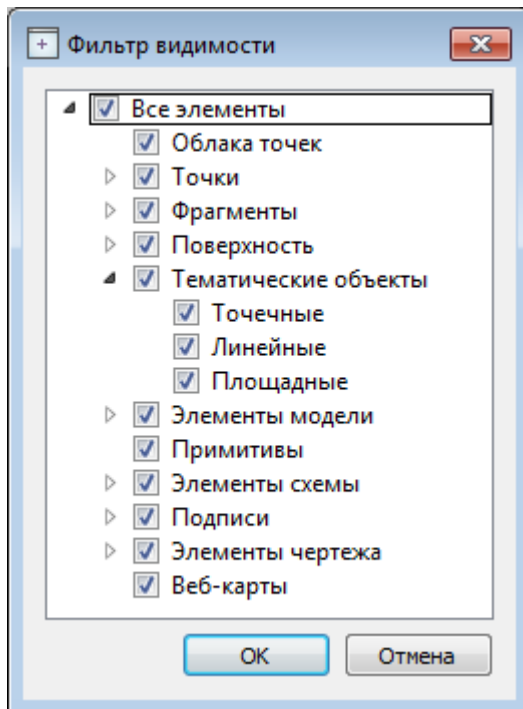 Фильтр видимости
Все элементы
Облака точек
Точки
Фрагменты
Поверхность
Тематические объекты
Точечные
Линейные
Площадные
Элементы модели
Примитивы
Элементы схемы
Подписи
Элементы чертежа
Веб-карты
ОК Отмена